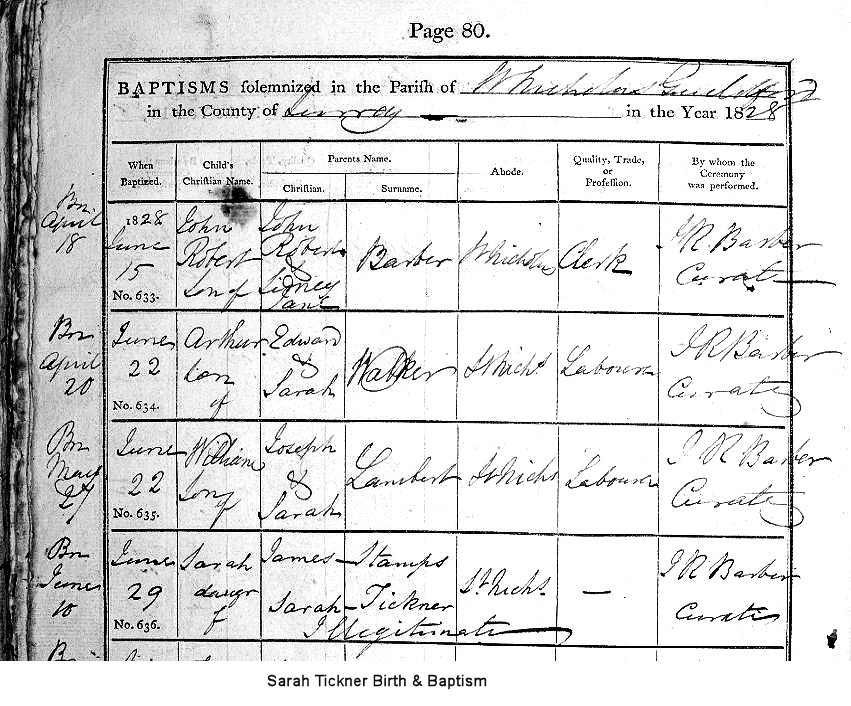 Page 80.
BAPTISMS solemnized in the Parish of St Nicholas Guildford
in the County of Surrey in the Year 1828
When Baptized. Child's Christian Name. Parents Name. Abode. Quality, Trade, or Profession. By whom the Ceremony was performed.
Christian. Surname.
Bn April 18
1828 June 15 No. 633. John Robert Son of John Robert & Sidney Jane Barber St Nicholas Clerk J R Barber Curate
Bn April 20
June 22 No. 634. Arthur Son of Edward & Sarah Walker St Nichs Labourer J R Barber Curate
Bn May 27
June 22 No. 635. William Son of Joseph & Sarah Lambert St Nichs Labourer J R Barber Curate
Bn June 10
June 29 No. 636. Sarah daugr of James Stamps Sarah Tickner Illegitimate St Nichs – J R Barber Curate
Sarah Tickner Birth & Baptism